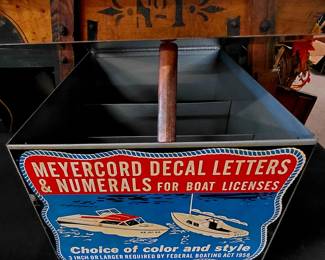 MEYERCORD DECAL LETTERS
& NUMERALS FOR BOAT LICENSES
Choice of color and style
3 INCH OR LARGER REQUIRED BY FEDERAL BOATING ACT 1958